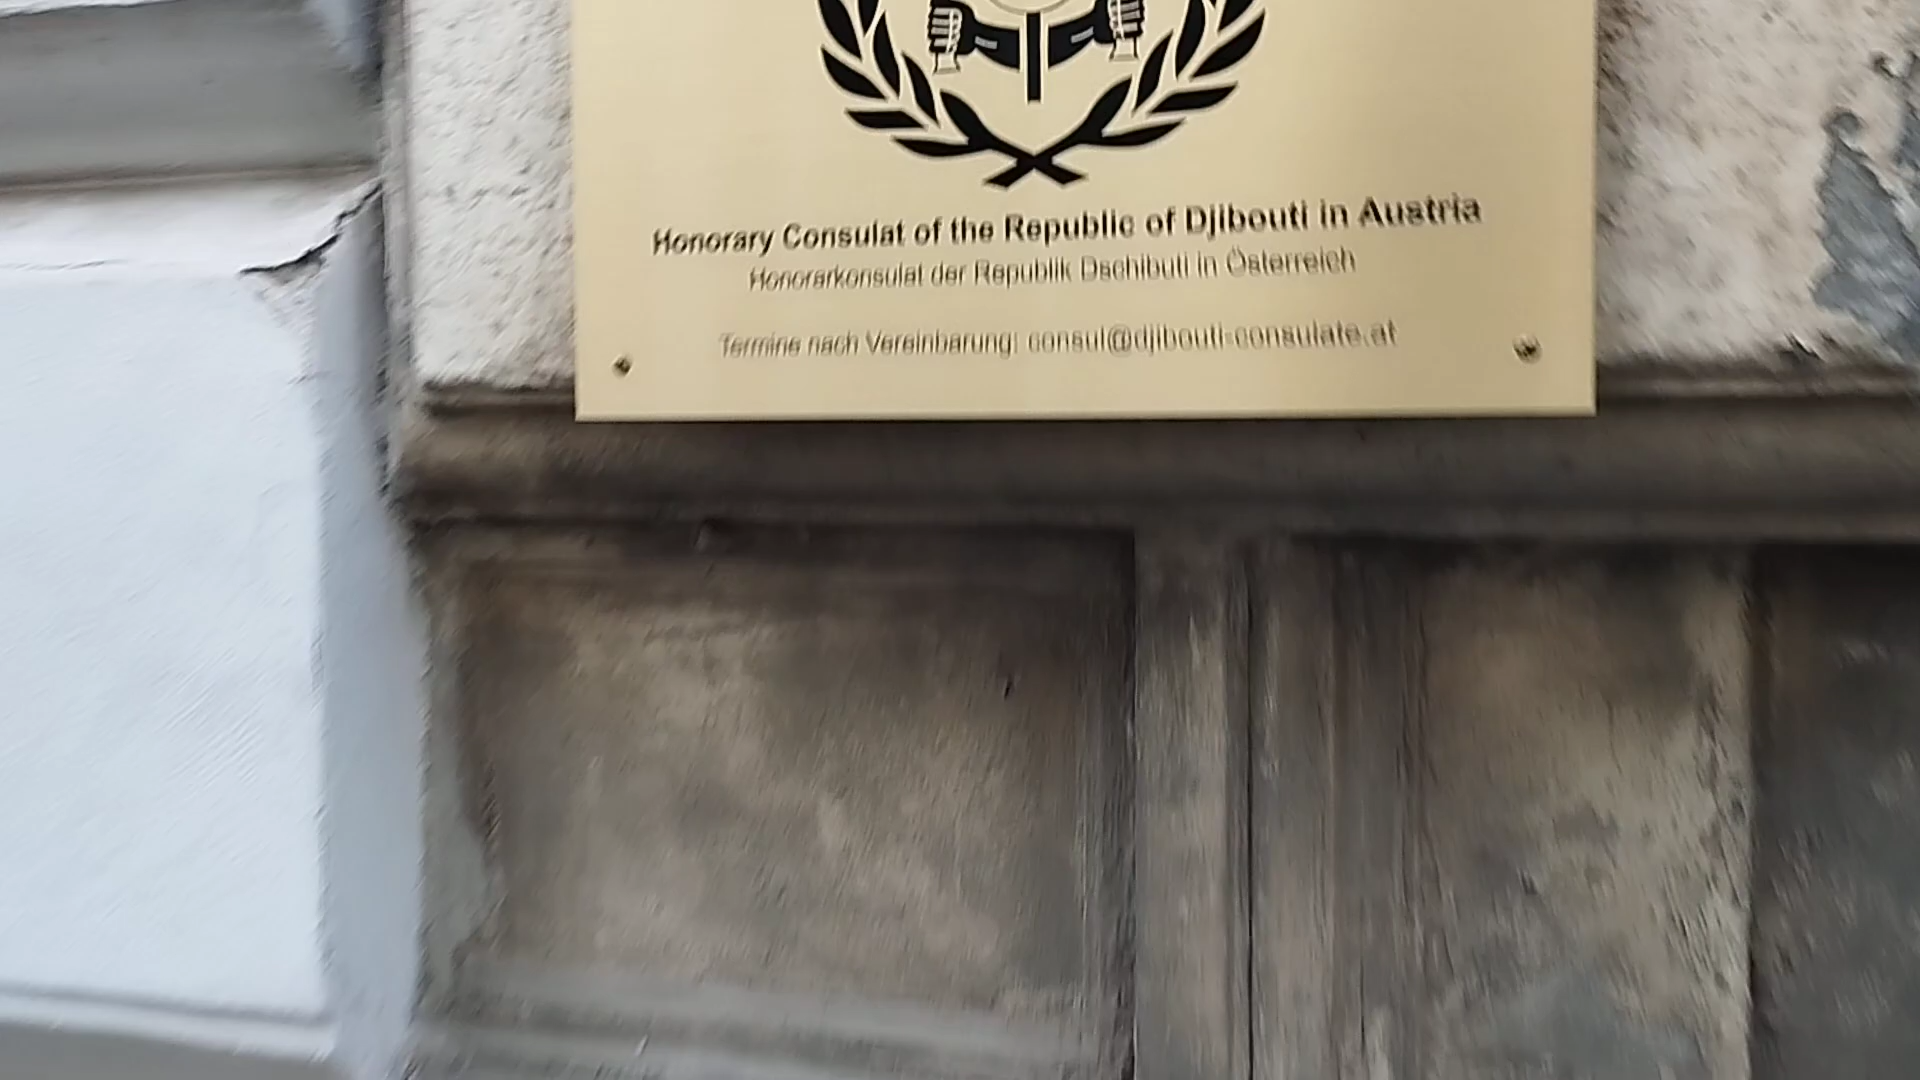 Honorary Consulat of the Republic of Djibouti in Austria
Honorarkonsulat der Republik Dschibuti in Österreich
Termine nach Vereinbarung: consul@djibouti-consulate.at